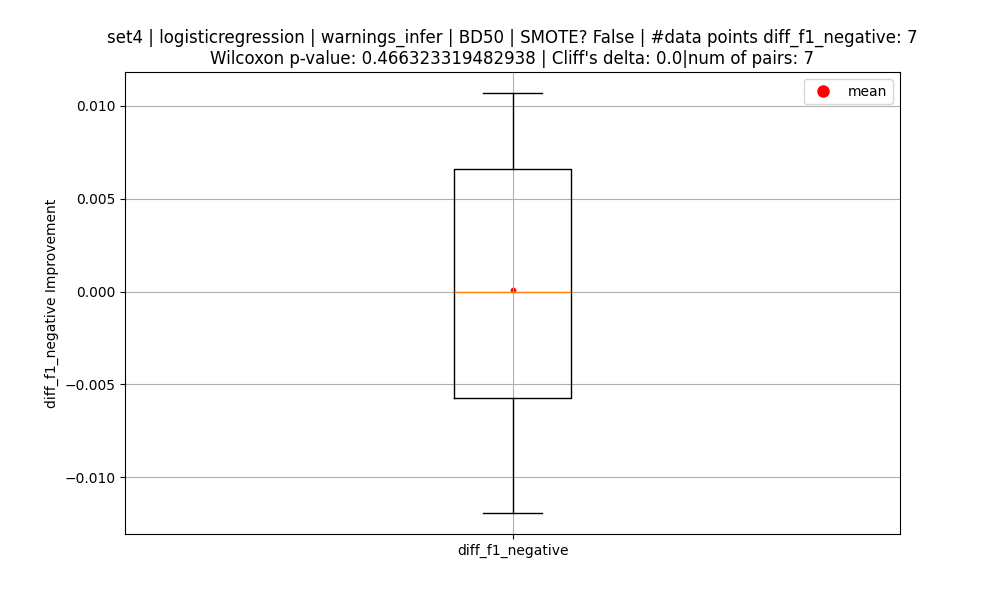 set4 | logisticregression | warnings_infer | BD50 | SMOTE? False | #data points diff_f1_negative: 7
Wilcoxon p-value: 0.466323319482938 | Cliff's delta: 0.0|num of pairs: 7
mean
0.010
0.005
0.000
−0.005
−0.010
diff_f1_negative Improvement
diff_f1_negative